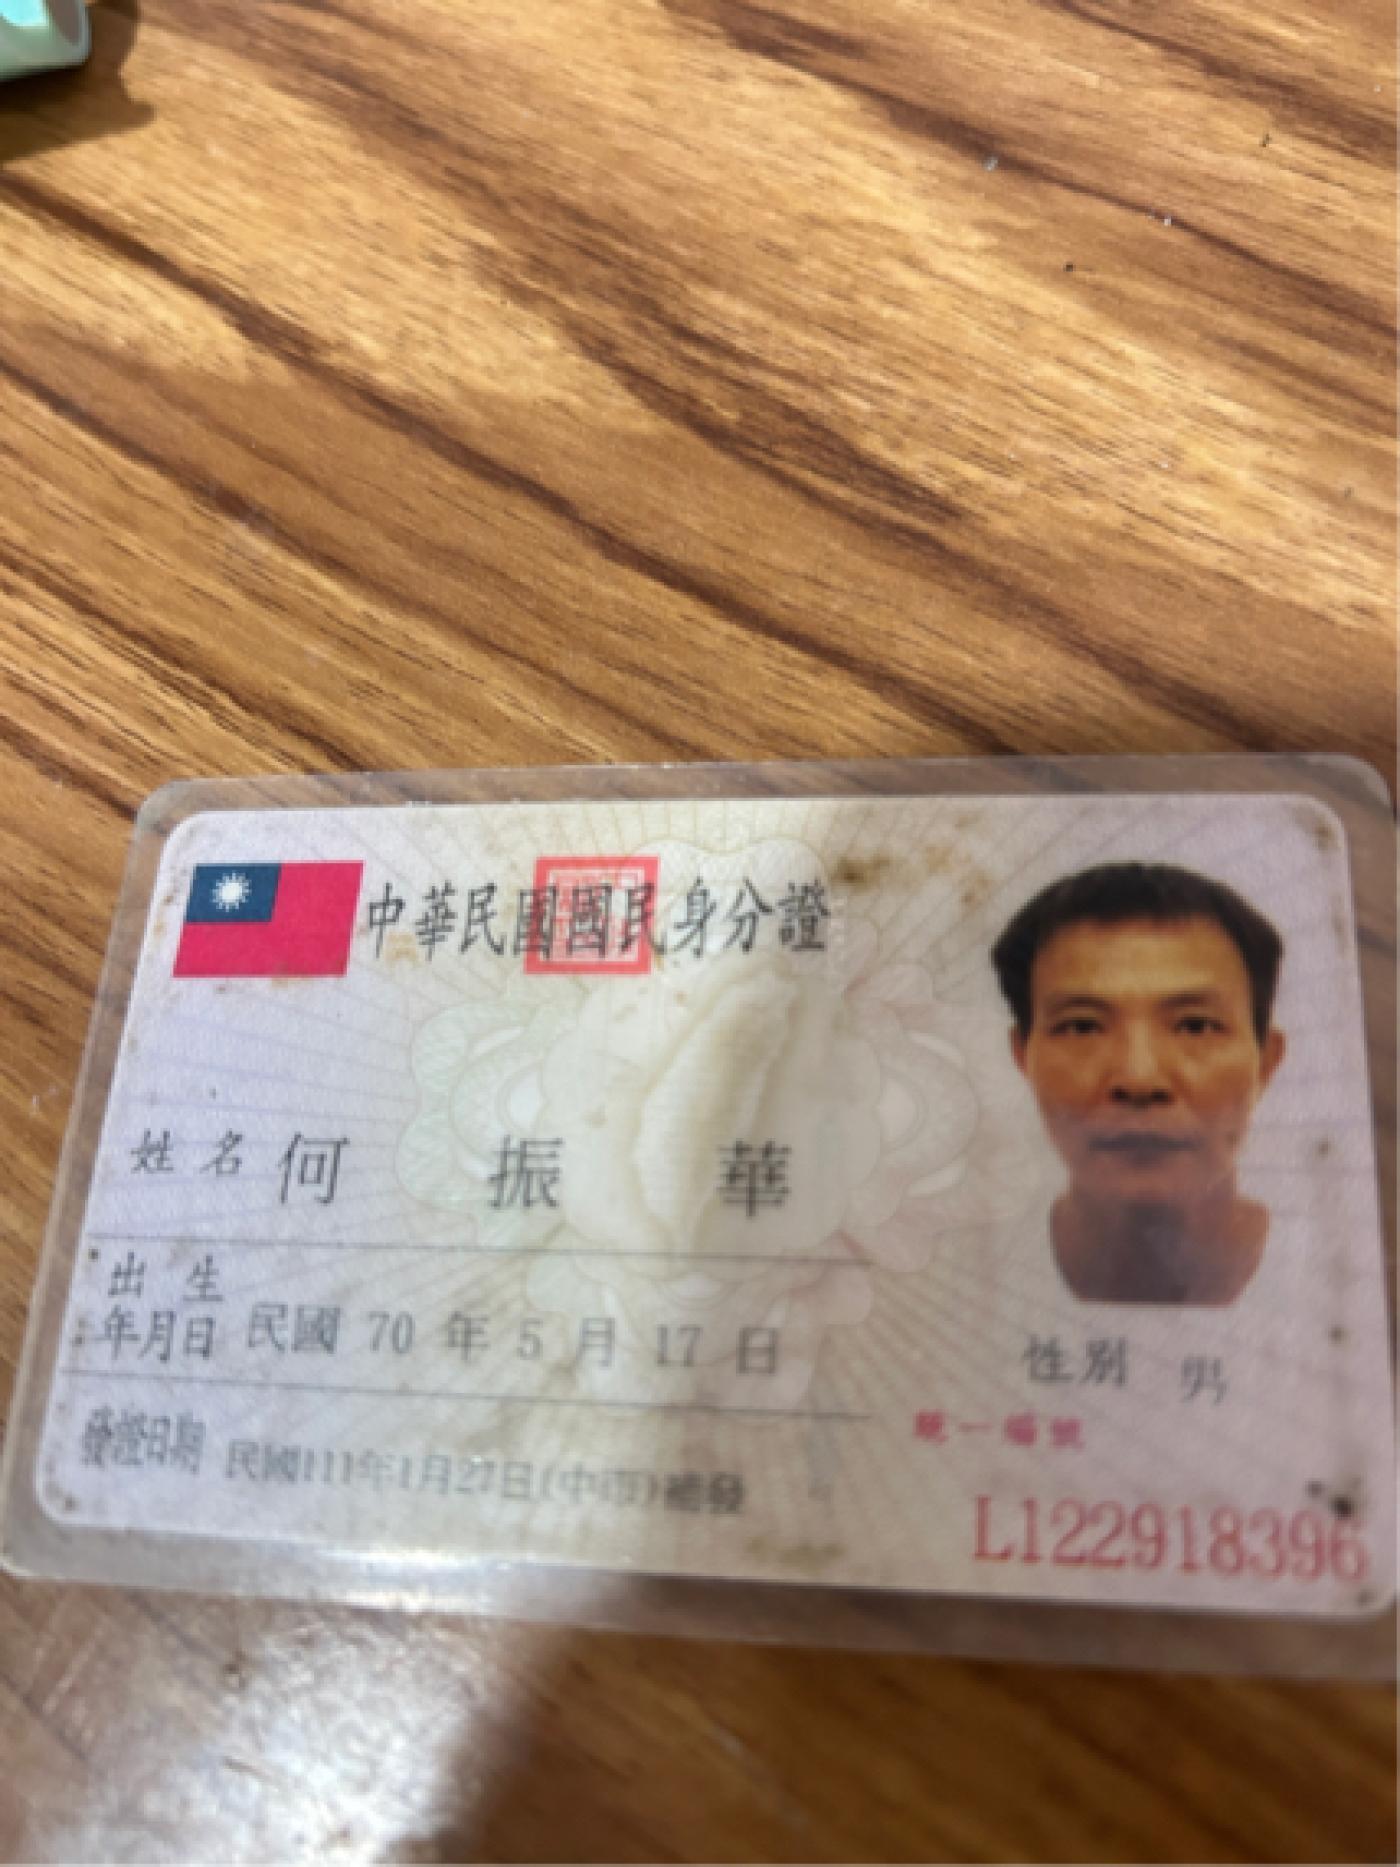 中華民國國民身分證
姓名 何 振 華
出生
年月日 民國 70 年 5 月 17 日
性別 男
發證日期 民國111年1月27日(中市)補發
統一編號
L122918396